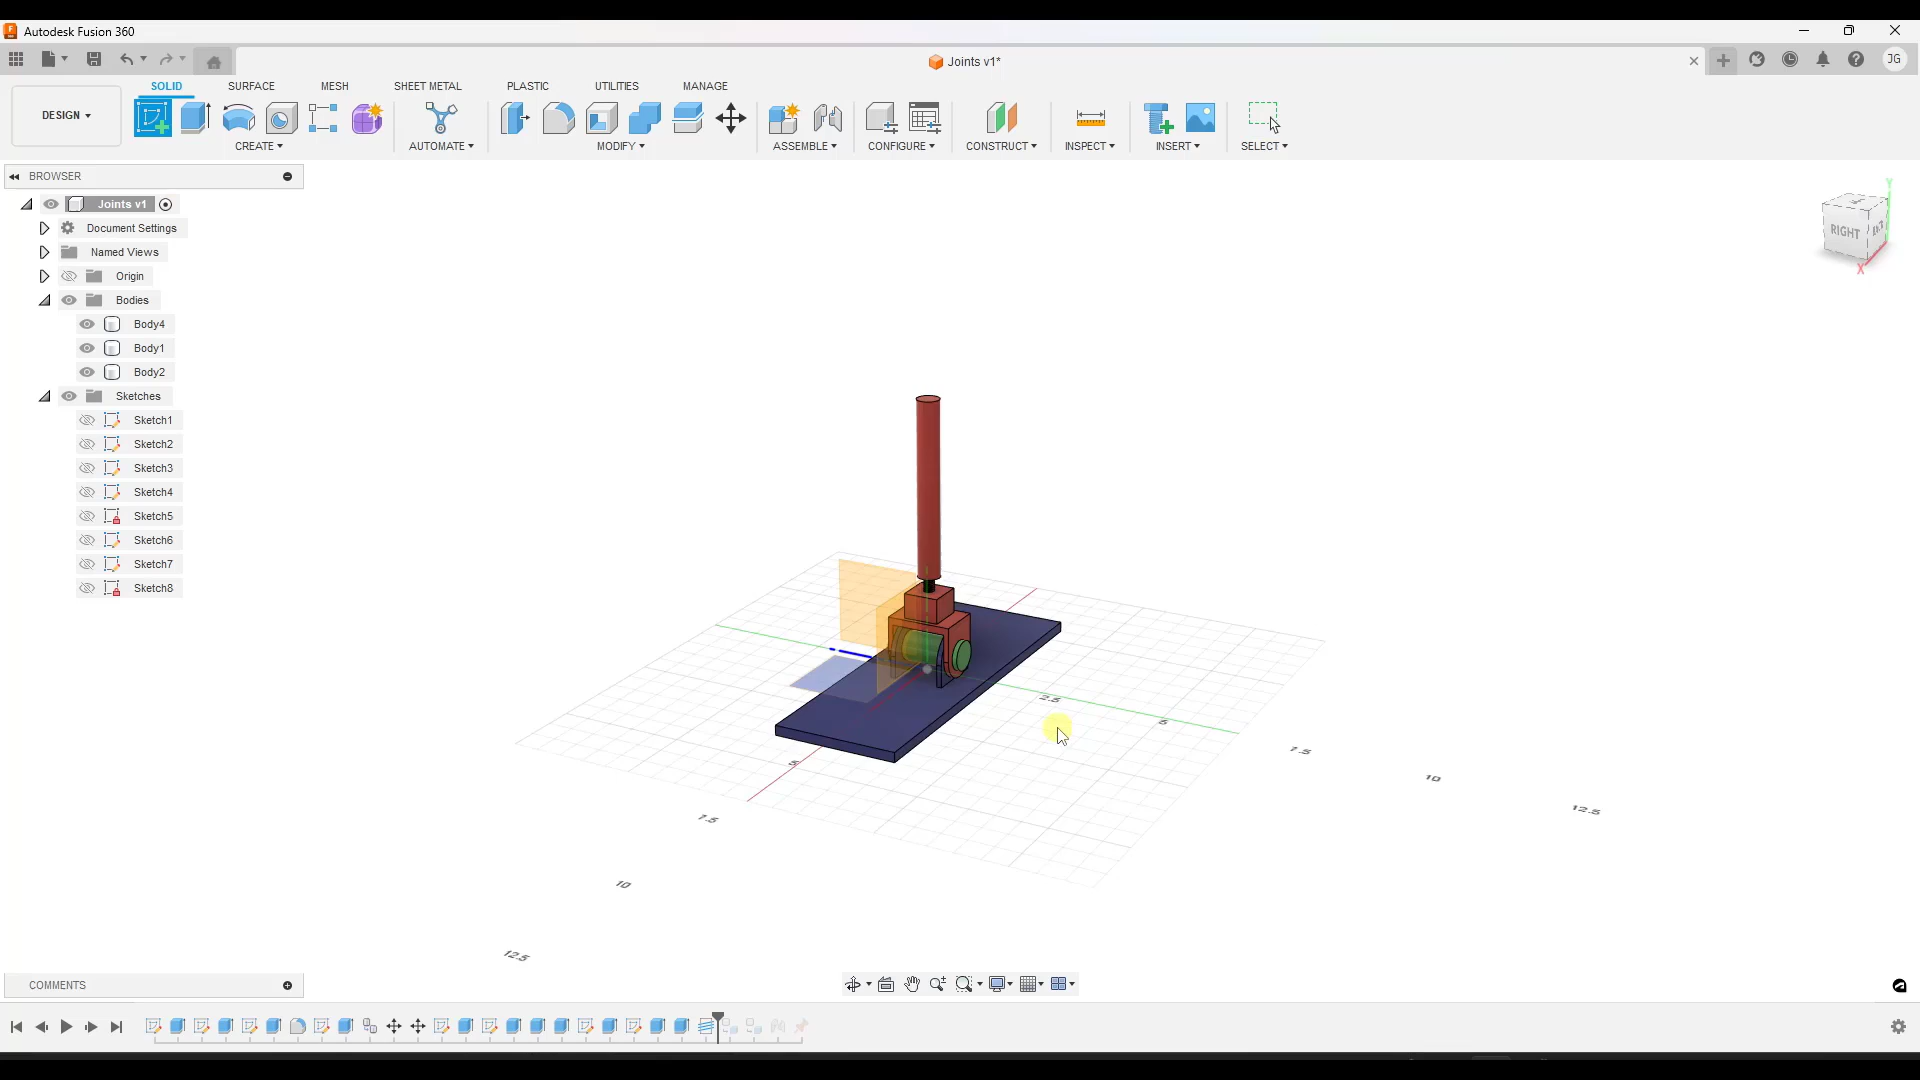 Autodesk Fusion 360
Joints v1*
JG
DESIGN
SOLID SURFACE MESH SHEET METAL PLASTIC UTILITIES MANAGE
CREATE AUTOMATE MODIFY ASSEMBLE CONFIGURE CONSTRUCT INSPECT INSERT SELECT
BROWSER
Joints v1
Document Settings
Named Views
Origin
Bodies
Body4
Body1
Body2
Sketches
Sketch1
Sketch2
Sketch3
Sketch4
Sketch5
Sketch6
Sketch7
Sketch8
Y
RIGHT
X
2.5
5
7.5
10
12.5
5
7.5
10
12.5
COMMENTS